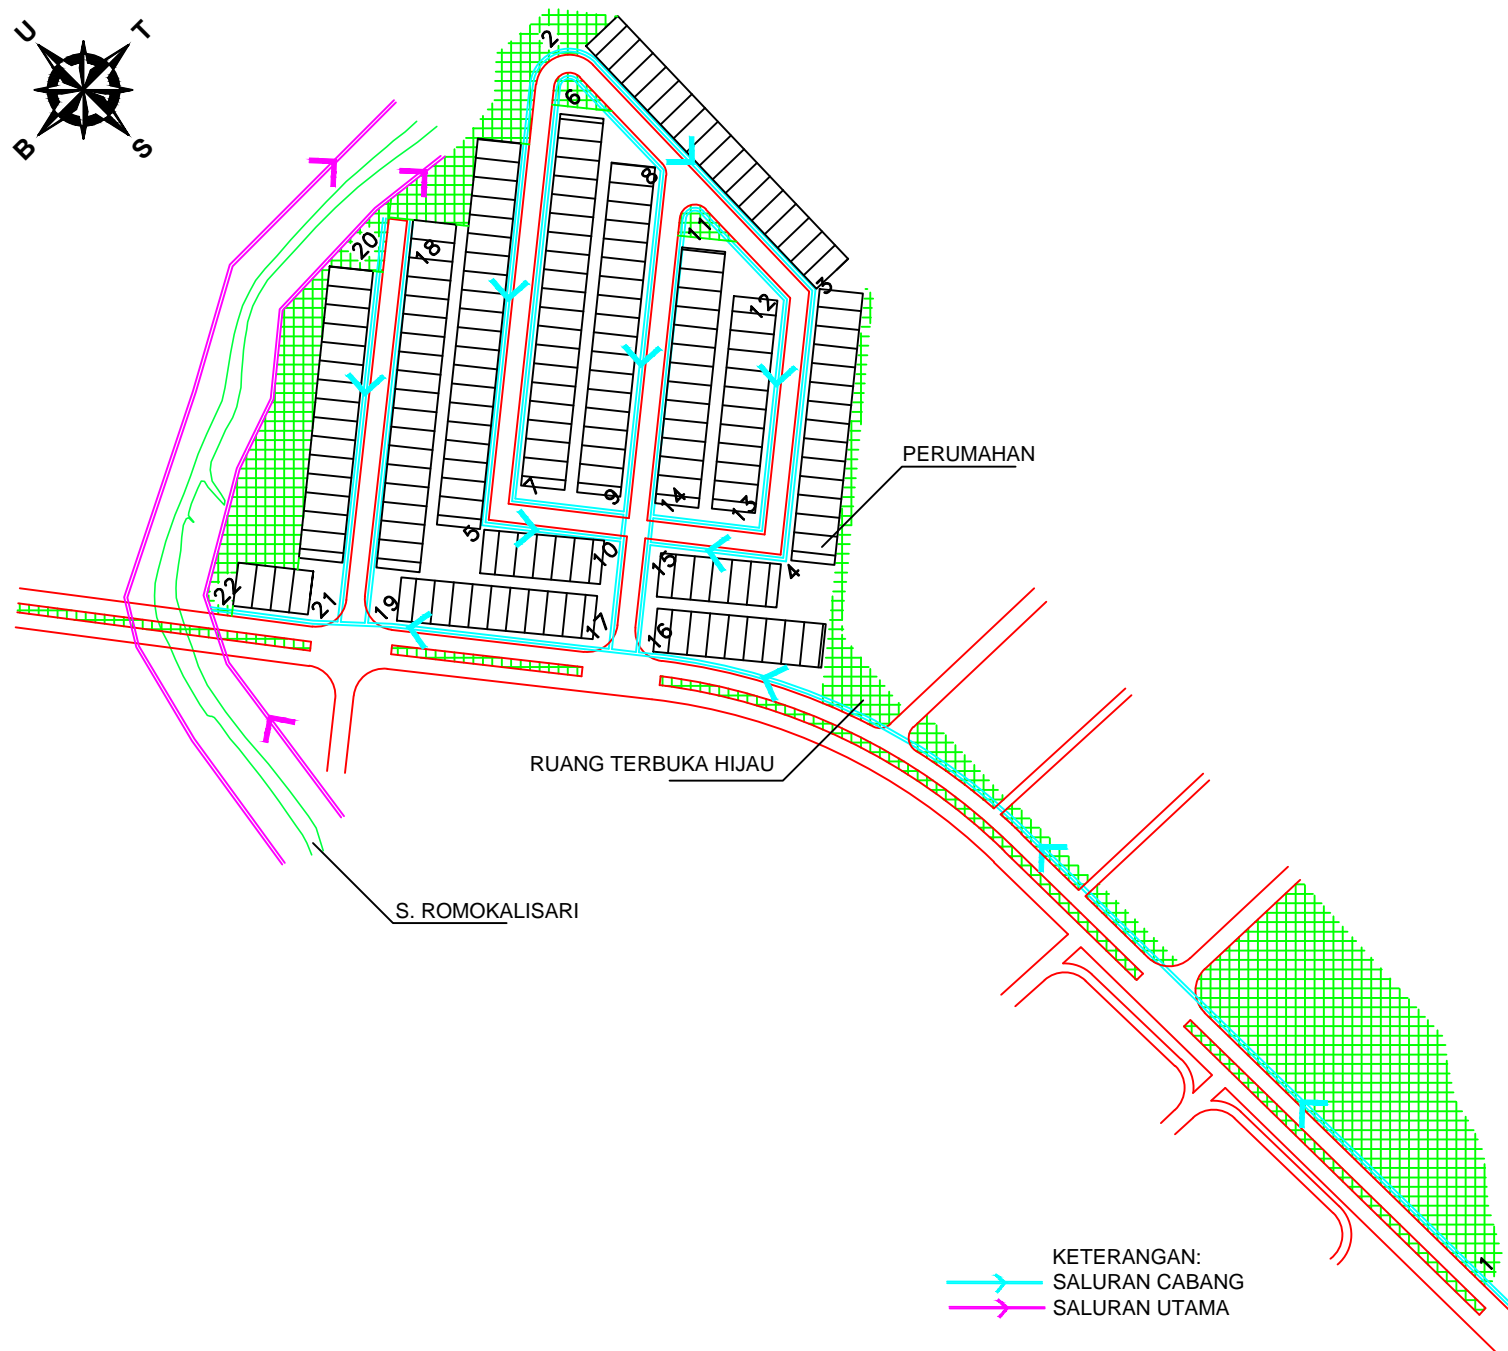 U
T
B
S
2
6
8
11
20
18
3
12
PERUMAHAN
7
9
14
13
5
10
15
4
22
21
19
17
16
RUANG TERBUKA HIJAU
S. ROMOKALISARI
1
KETERANGAN:
SALURAN CABANG
SALURAN UTAMA